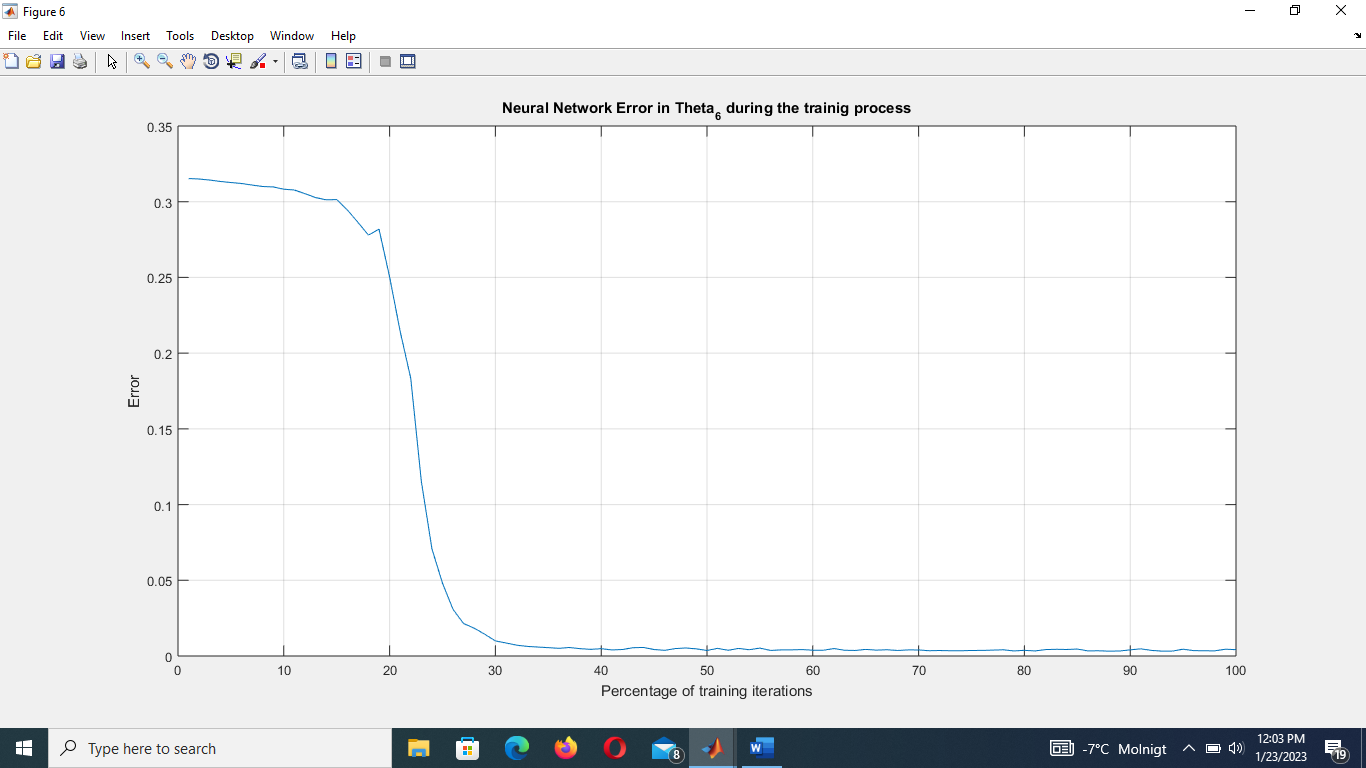 Figure 6
File Edit View Insert Tools Desktop Window Help
Neural Network Error in Theta6 during the trainig process
0.35
0.3
0.25
0.2
0.15
0.1
0.05
0
Error
0 10 20 30 40 50 60 70 80 90 100
Percentage of training iterations
Type here to search
8
-7°C Molnigt
12:03 PM
1/23/2023
19